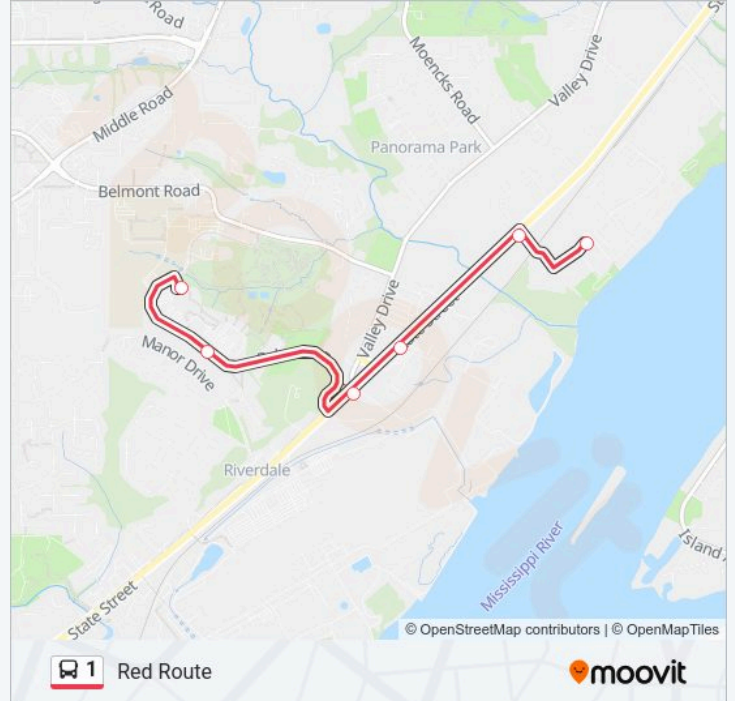 Road
Middle Road
Moencks Road
Valley Drive
Panorama Park
Belmont Road
Valley Drive
Manor Drive
Riverdale
State Street
Mississippi River
Island
© OpenStreetMap contributors | © OpenMapTiles
1 Red Route
moovit